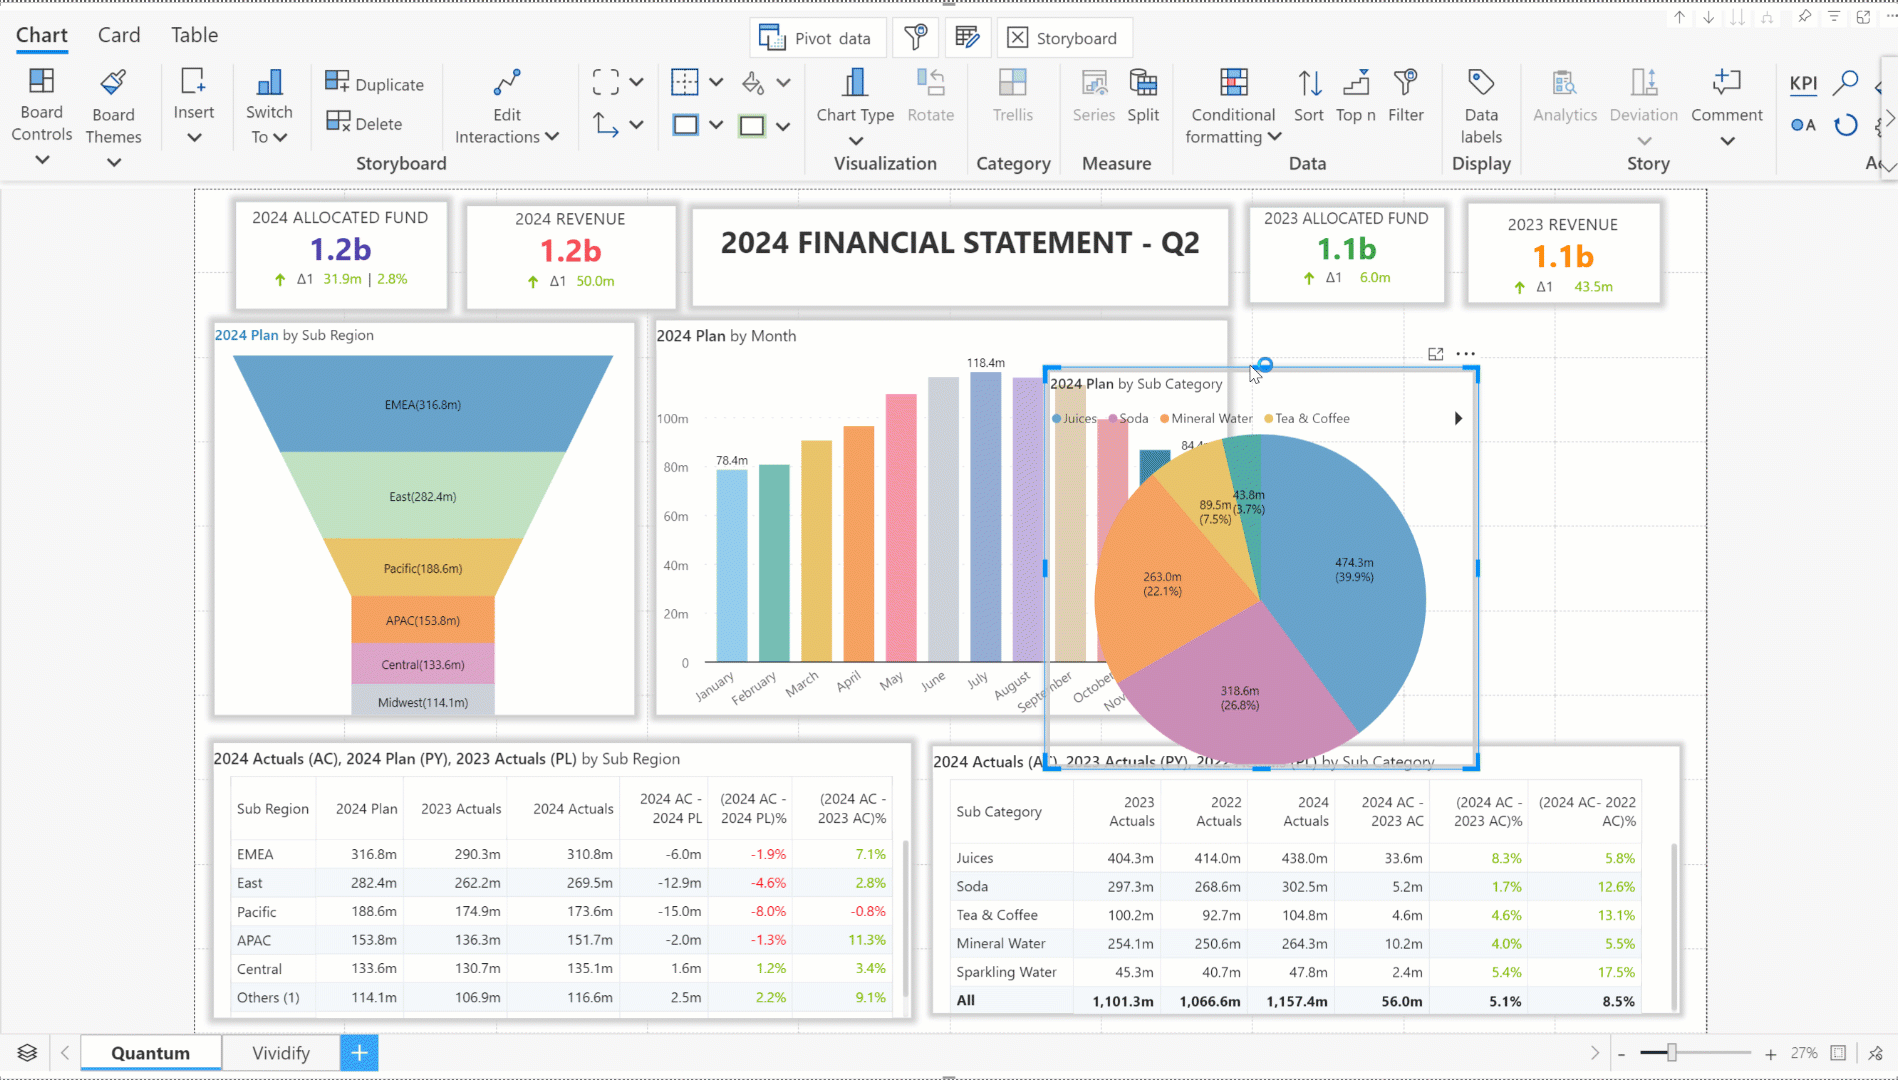 Chart Card Table
Pivot data
Storyboard
Board Controls
Board Themes
Insert
Switch To
Duplicate
Delete
Edit Interactions
Storyboard
Chart Type
Rotate
Visualization
Trellis
Category
Series
Split
Measure
Conditional formatting
Sort
Top n
Filter
Data
Data labels
Display
Analytics
Deviation
Comment
Story
KPI
A
2024 ALLOCATED FUND
1.2b
Δ1 31.9m | 2.8%
2024 REVENUE
1.2b
Δ1 50.0m
2024 FINANCIAL STATEMENT - Q2
2023 ALLOCATED FUND
1.1b
Δ1 6.0m
2023 REVENUE
1.1b
Δ1 43.5m
2024 Plan by Sub Region
EMEA(316.8m)
East(282.4m)
Pacific(188.6m)
APAC(153.8m)
Central(133.6m)
Midwest(114.1m)
2024 Plan by Month
118.4m
100m
78.4m
80m
60m
40m
20m
0
January February March April May June July August September October
2024 Plan by Sub Category
Juices Soda Mineral Water Tea & Coffee
43.8m
(3.7%)
89.5m
(7.5%)
474.3m
(39.9%)
263.0m
(22.1%)
318.6m
(26.8%)
2024 Actuals (AC), 2024 Plan (PY), 2023 Actuals (PL) by Sub Region
Sub Region 2024 Plan 2023 Actuals 2024 Actuals 2024 AC - 2024 PL (2024 AC - 2024 PL)% (2024 AC - 2023 AC)%
EMEA 316.8m 290.3m 310.8m -6.0m -1.9% 7.1%
East 282.4m 262.2m 269.5m -12.9m -4.6% 2.8%
Pacific 188.6m 174.9m 173.6m -15.0m -8.0% -0.8%
APAC 153.8m 136.3m 151.7m -2.0m -1.3% 11.3%
Central 133.6m 130.7m 135.1m 1.6m 1.2% 3.4%
Others (1) 114.1m 106.9m 116.6m 2.5m 2.2% 9.1%
2024 Actuals (AC), 2023 Actuals (PY), 2022 (PL) by Sub Category
Sub Category 2023 Actuals 2022 Actuals 2024 Actuals 2024 AC - 2023 AC (2024 AC - 2023 AC)% (2024 AC- 2022 AC)%
Juices 404.3m 414.0m 438.0m 33.6m 8.3% 5.8%
Soda 297.3m 268.6m 302.5m 5.2m 1.7% 12.6%
Tea & Coffee 100.2m 92.7m 104.8m 4.6m 4.6% 13.1%
Mineral Water 254.1m 250.6m 264.3m 10.2m 4.0% 5.5%
Sparkling Water 45.3m 40.7m 47.8m 2.4m 5.4% 17.5%
All 1,101.3m 1,066.6m 1,157.4m 56.0m 5.1% 8.5%
Quantum Vividify +
- + 27%